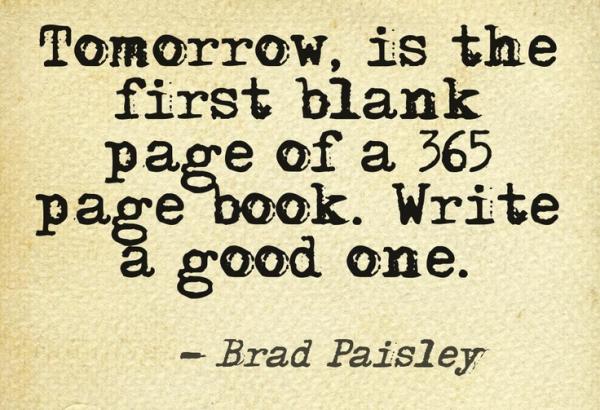 Tomorrow, is the
first blank
page of a 365
page book. Write
a good one.
- Brad Paisley